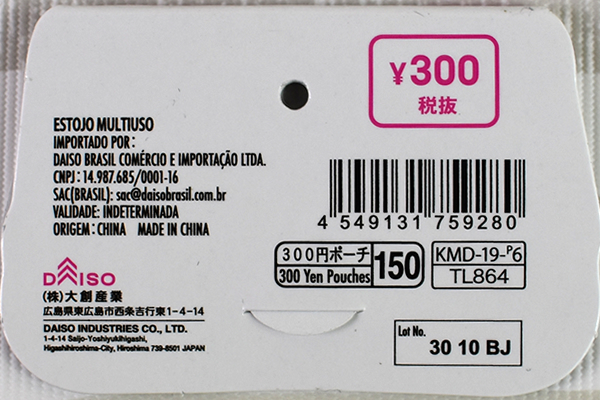 ¥300
税抜
ESTOJO MULTIUSO
IMPORTADO POR:
DAISO BRASIL COMÉRCIO E IMPORTAÇÃO LTDA.
CNPJ: 14.987.685/0001-16
SAC(BRASIL): sac@daisobrasil.com.br
VALIDADE: INDETERMINADA
ORIGEM: CHINA MADE IN CHINA
4 549131 759280
300円ポーチ
300 Yen Pouches
150
KMD-19-P6
TL864
DAISO
(株)大創産業
広島県東広島市西条吉行東1-4-14
DAISO INDUSTRIES CO., LTD.
1-4-14 Saijo-Yoshiyukihigashi,
Higashihiroshima-City, Hiroshima 739-8501 JAPAN
Lot No.
30 10 BJ